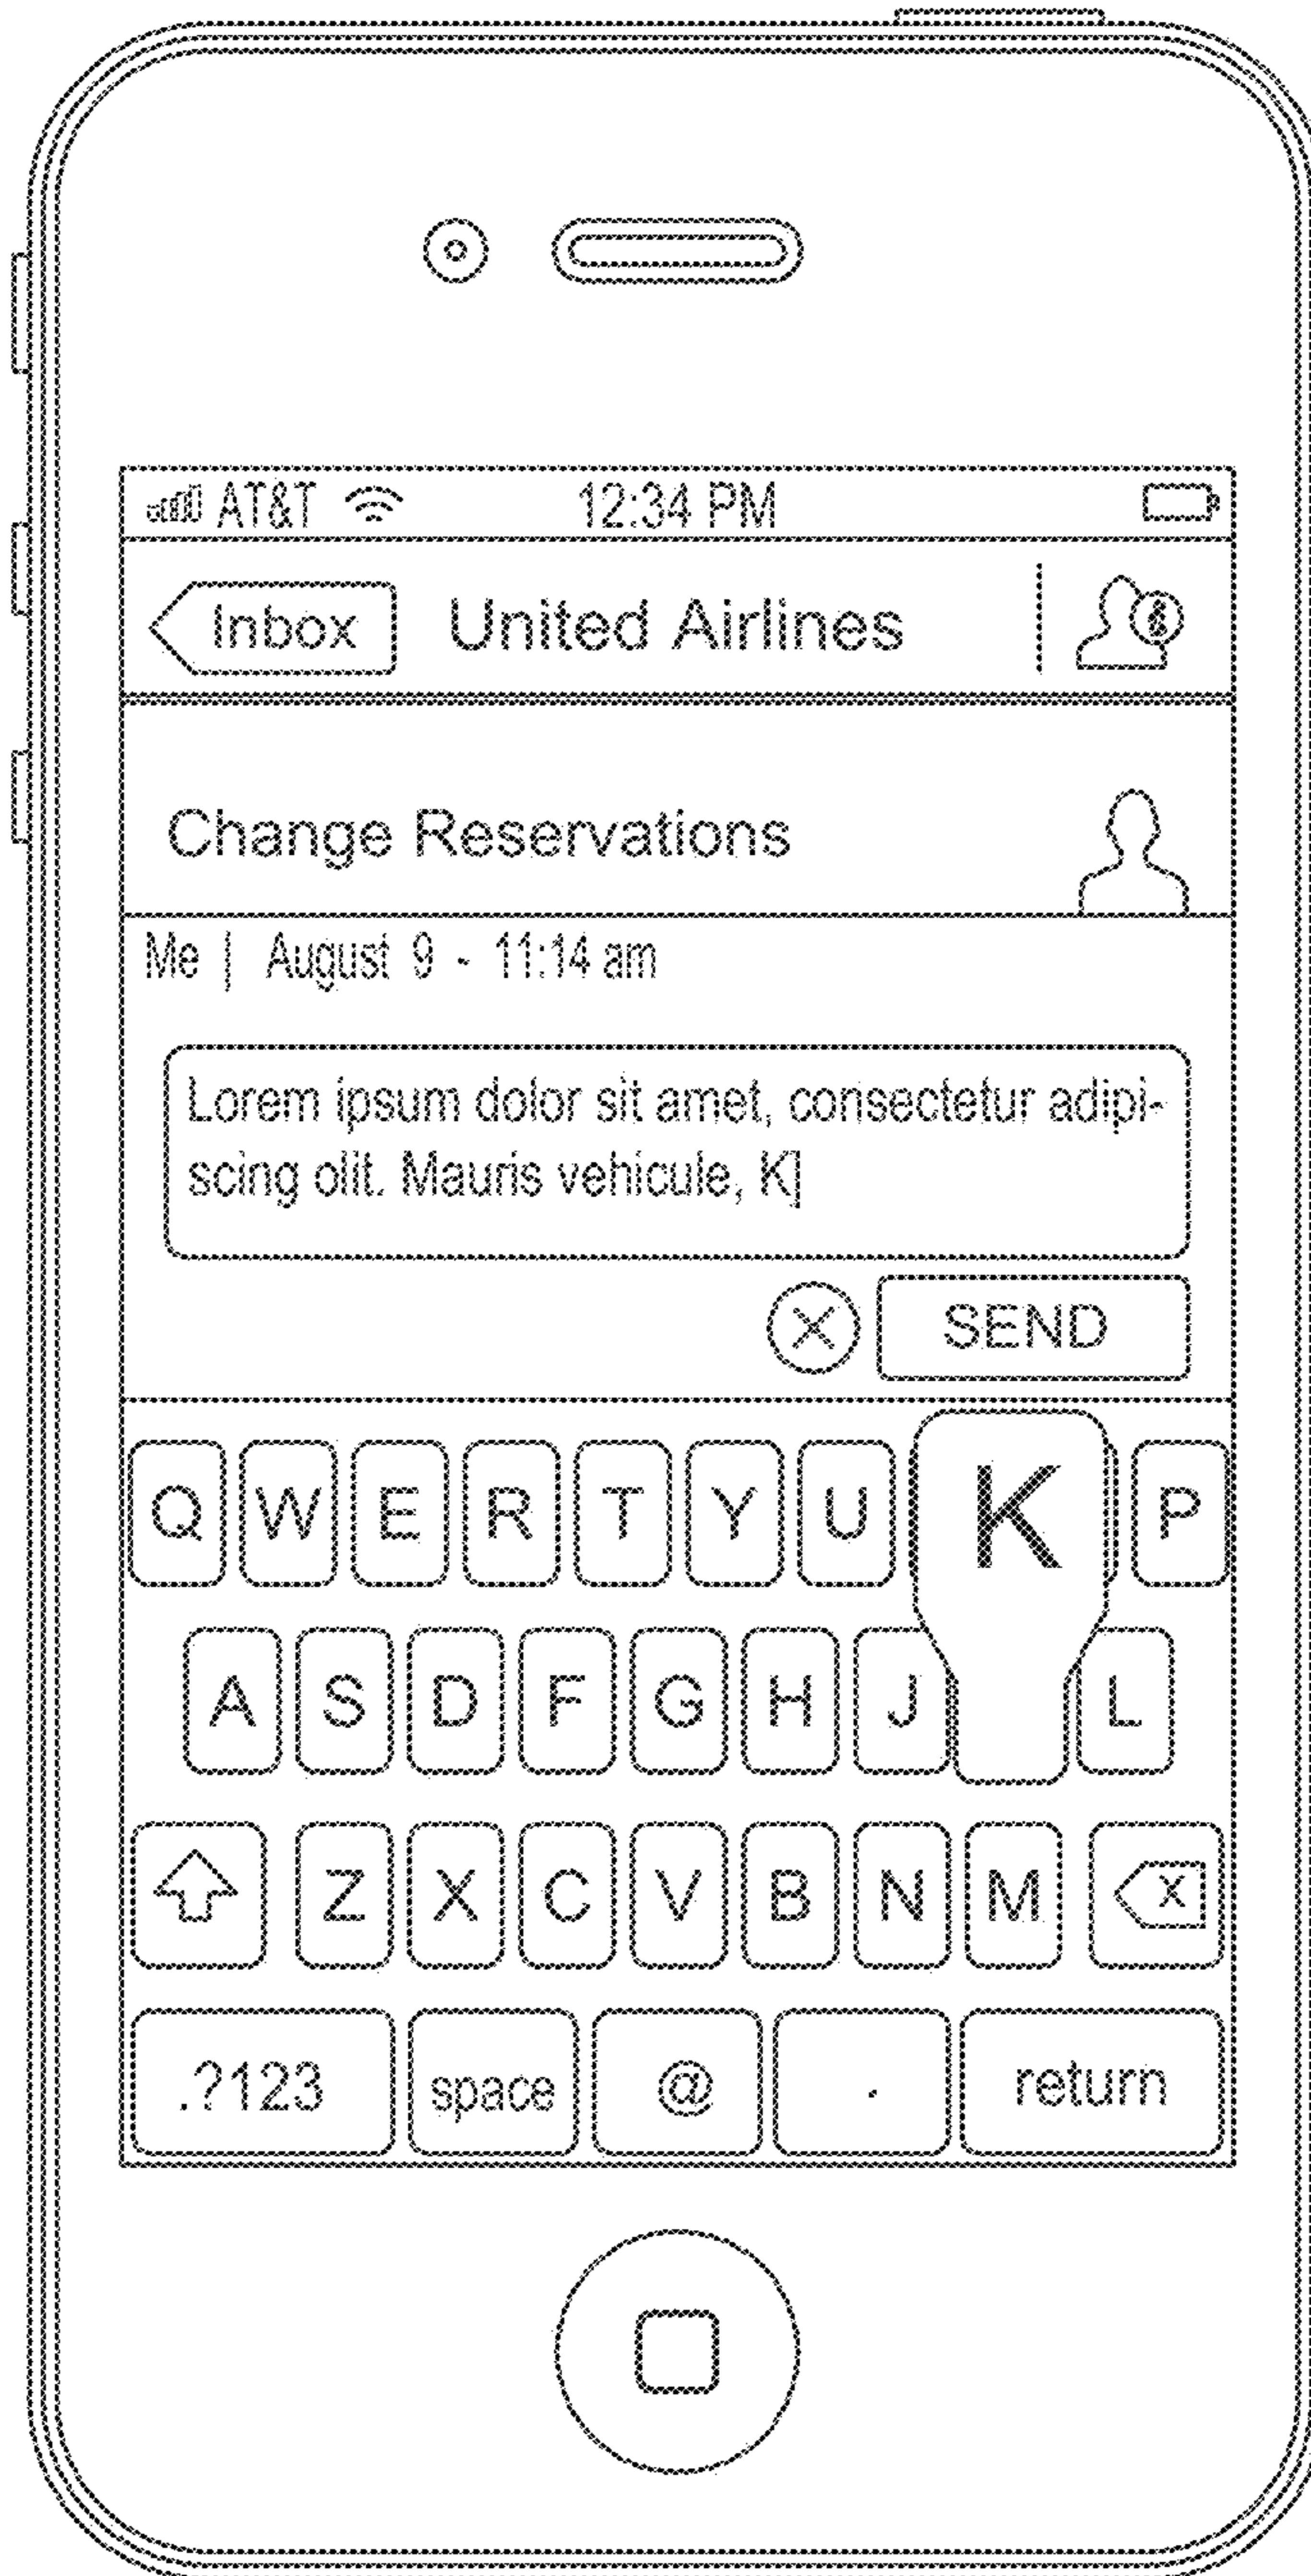 AT&T 12:34 PM
Inbox United Airlines
Change Reservations
Me | August 9 - 11:14 am
Lorem ipsum dolor sit amet, consectetur adipi-
scing olit. Mauris vehicule, K
SEND
Q W E R T Y U K P
A S D F G H J L
Z X C V B N M X
.?123 space @ . return